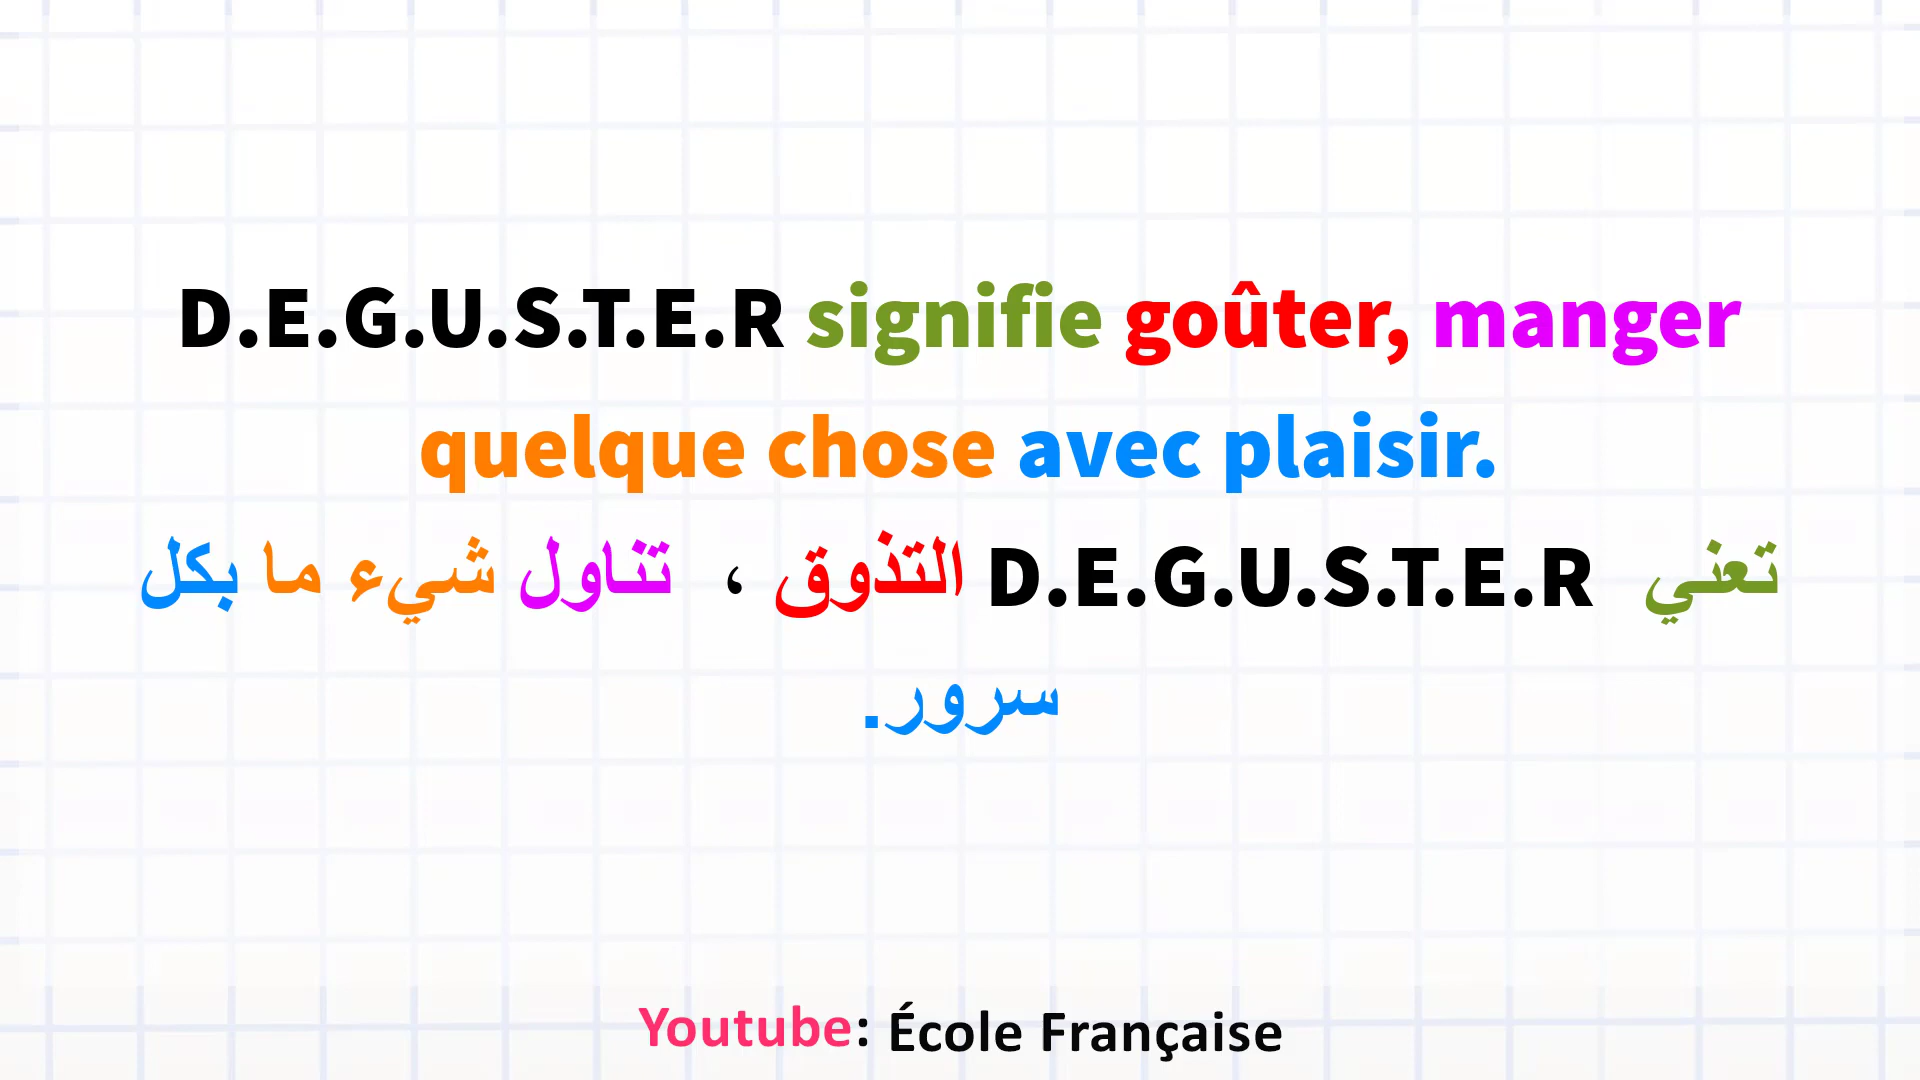 D.E.G.U.S.T.E.R signifie goûter, manger
quelque chose avec plaisir.
تعني D.E.G.U.S.T.E.R التذوق ، تناول شيء ما بكل
سرور.
Youtube: École Française